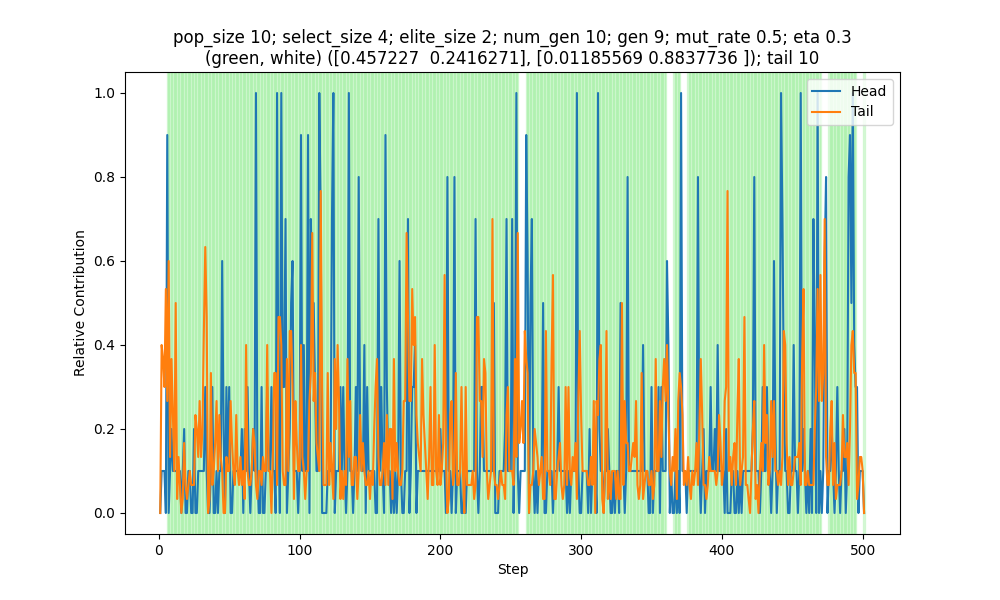 pop_size 10; select_size 4; elite_size 2; num_gen 10; gen 9; mut_rate 0.5; eta 0.3
(green, white) ([0.457227  0.2416271], [0.01185569 0.8837736 ]); tail 10
Head
Tail
1.0
0.8
0.6
0.4
0.2
0.0
Relative Contribution
0 100 200 300 400 500
Step